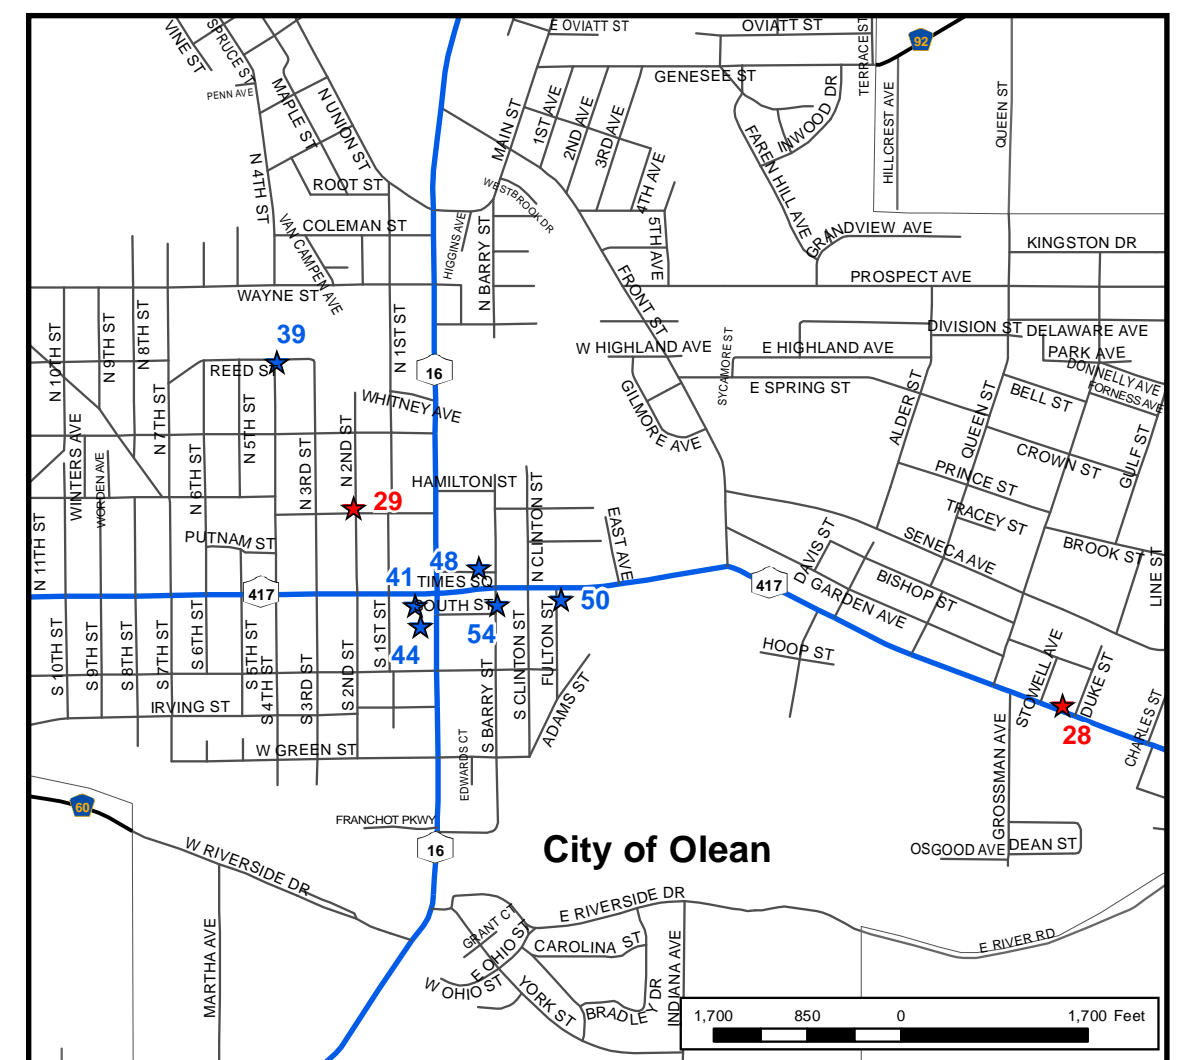 E OVIATT ST
OVIATT ST
TERRACE ST
92
VINE ST
SPRUCE ST
PENN AVE
MAPLE ST
N UNION ST
MAIN ST
1ST AVE
2ND AVE
3RD AVE
4TH AVE
5TH AVE
GENESEE ST
INWOOD DR
FAREN HILL AVE
HILLCREST AVE
QUEEN ST
N 4TH ST
ROOT ST
COLEMAN ST
VAN CAMPEN AVE
WESTBROOK DR
HIGGINS AVE
N BARRY ST
GRANDVIEW AVE
KINGSTON DR
PROSPECT AVE
WAYNE ST
FRONT ST
N 10TH ST
N 9TH ST
N 8TH ST
N 1ST ST
39
REED ST
16
W HIGHLAND AVE
SYCAMORE ST
E HIGHLAND AVE
DIVISION ST
DELAWARE AVE
PARK AVE
DONNELLY AVE
FORNESS AVE
E SPRING ST
GILMORE AVE
ALDER ST
QUEEN ST
BELL ST
CROWN ST
GULF ST
WHITNEY AVE
N 7TH ST
N 5TH ST
N 3RD ST
N 2ND ST
WINTERS AVE
WORDEN AVE
N 6TH ST
HAMILTON ST
N CLINTON ST
PRINCE ST
TRACEY ST
29
EAST AVE
N 11TH ST
PUTNAM ST
SENECA AVE
BROOK ST
LINE ST
DAVIS ST
BISHOP ST
GARDEN AVE
48
41
TIMES SQ
SOUTH ST
417
417
50
54
44
S 10TH ST
S 9TH ST
S 8TH ST
S 7TH ST
S 6TH ST
S 5TH ST
S 4TH ST
S 3RD ST
S 2ND ST
S 1ST ST
S BARRY ST
S CLINTON ST
FULTON ST
ADAMS ST
HOOP ST
STOWELL AVE
DUKE ST
28
CHARLES ST
GROSSMAN AVE
IRVING ST
W GREEN ST
EDWARDS CT
60
FRANCHOT PKWY
16
City of Olean
OSGOOD AVE
DEAN ST
W RIVERSIDE DR
MARTHA AVE
GRANT CT
E RIVERSIDE DR
E OHIO ST
CAROLINA ST
W OHIO ST
YORK ST
BRADLEY DR
INDIANA AVE
E RIVER RD
1,700 850 0 1,700 Feet